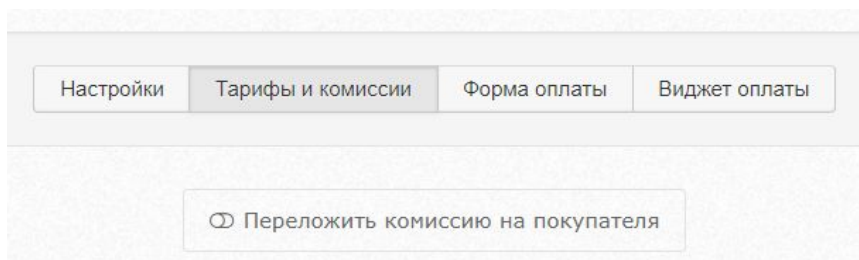 Настройки Тарифы и комиссии Форма оплаты Виджет оплаты
Переложить комиссию на покупателя